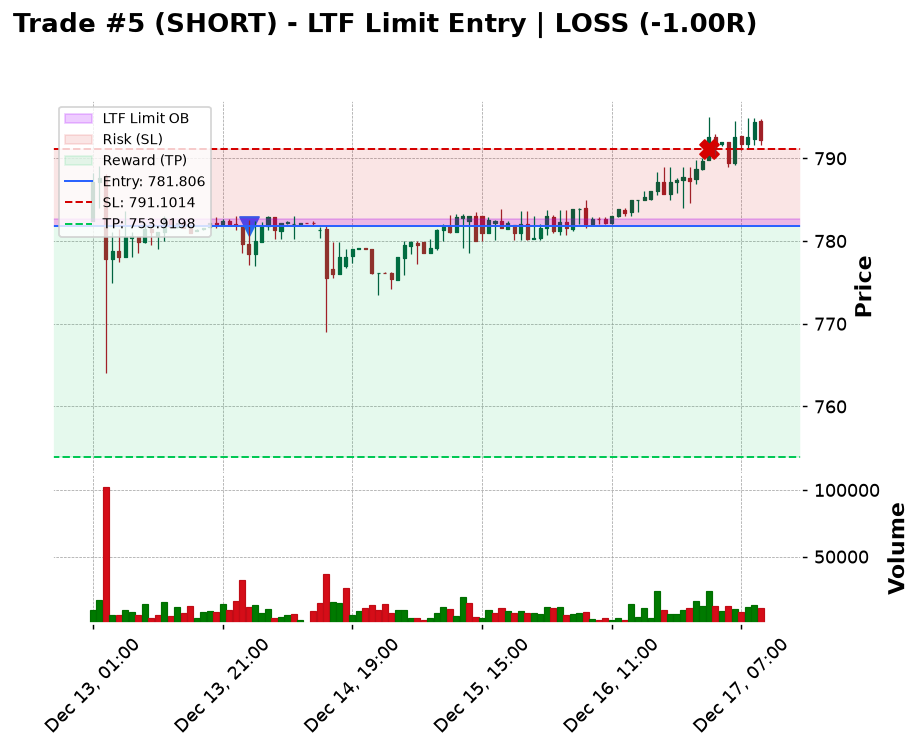 Trade #5 (SHORT) - LTF Limit Entry | LOSS (-1.00R)
LTF Limit OB
Risk (SL)
Reward (TP)
Entry: 781.806
SL: 791.1014
TP: 753.9198
790
780
770
760
Price
100000
50000
Volume
Dec 13, 01:00
Dec 13, 21:00
Dec 14, 19:00
Dec 15, 15:00
Dec 16, 11:00
Dec 17, 07:00